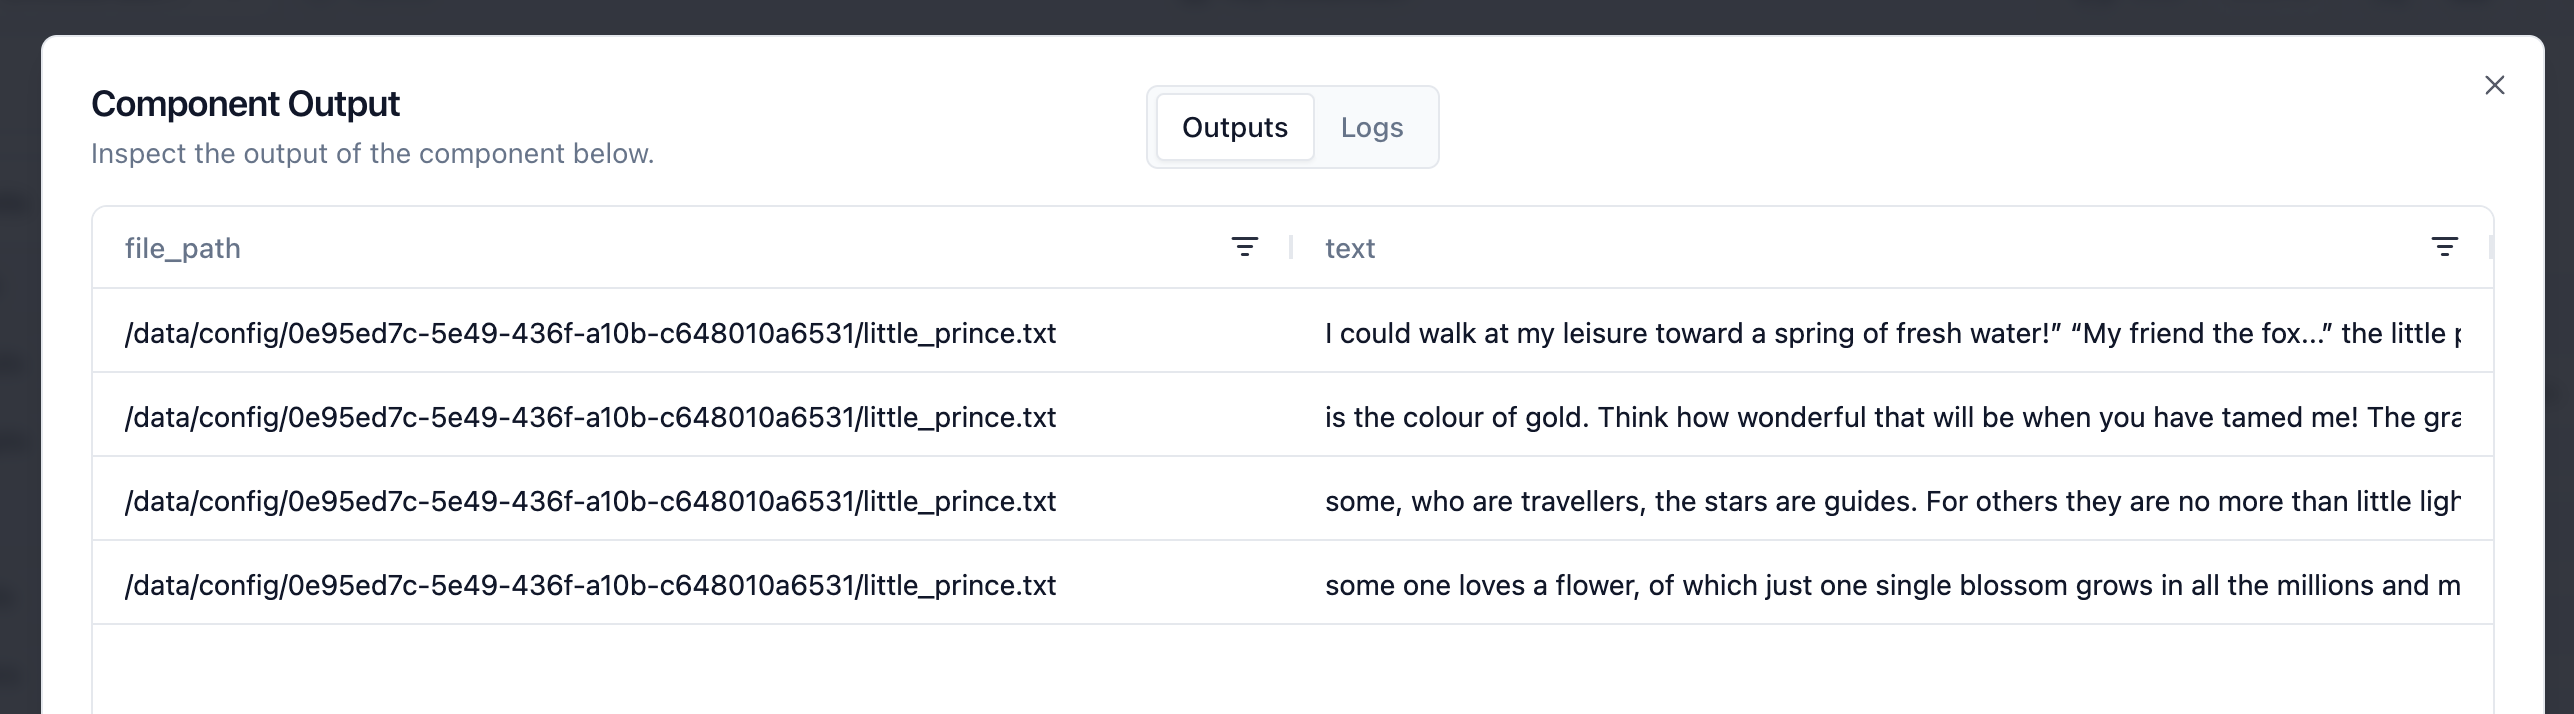 Component Output
Inspect the output of the component below.
Outputs Logs
file_path text
/data/config/0e95ed7c-5e49-436f-a10b-c648010a6531/little_prince.txt I could walk at my leisure toward a spring of fresh water!” “My friend the fox...” the little
/data/config/0e95ed7c-5e49-436f-a10b-c648010a6531/little_prince.txt is the colour of gold. Think how wonderful that will be when you have tamed me! The gra
/data/config/0e95ed7c-5e49-436f-a10b-c648010a6531/little_prince.txt some, who are travellers, the stars are guides. For others they are no more than little ligh
/data/config/0e95ed7c-5e49-436f-a10b-c648010a6531/little_prince.txt some one loves a flower, of which just one single blossom grows in all the millions and m